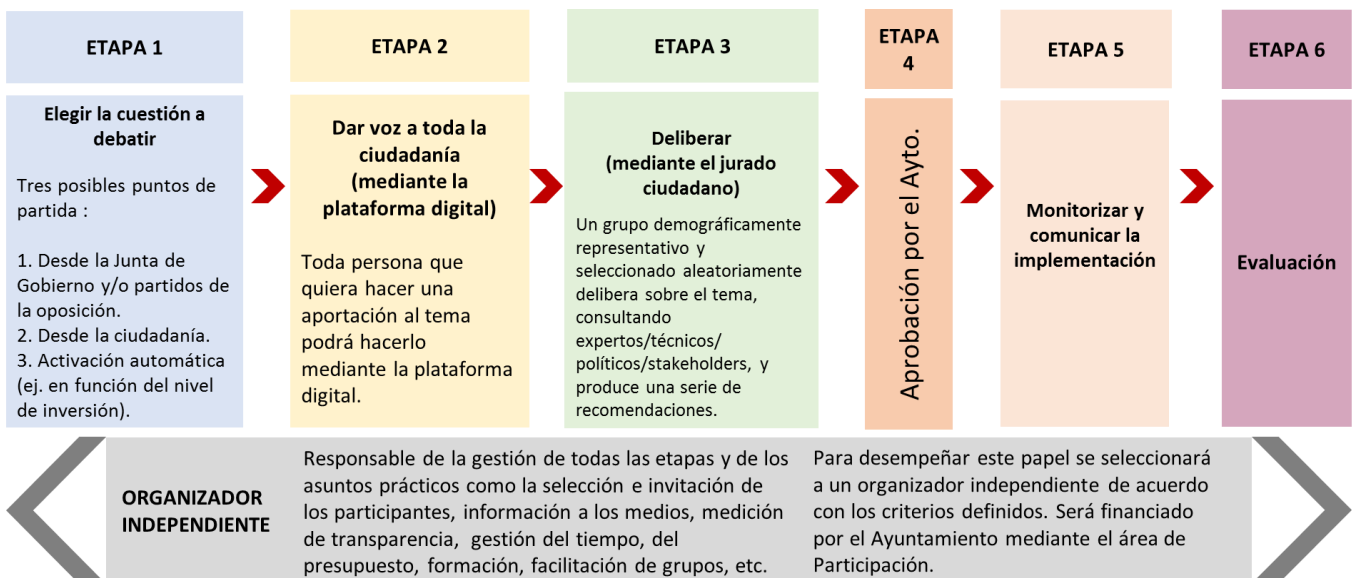 ETAPA 1
Elegir la cuestión a
debatir
Tres posibles puntos de
partida :
1. Desde la Junta de
Gobierno y/o partidos de
la oposición.
2. Desde la ciudadanía.
3. Activación automática
(ej. en función del nivel
de inversión).
ETAPA 2
Dar voz a toda la
ciudadanía
(mediante la
plataforma digital)
Toda persona que
quiera hacer una
aportación al tema
podrá hacerlo
mediante la plataforma
digital.
ETAPA 3
Deliberar
(mediante el jurado
ciudadano)
Un grupo demográficamente
representativo y
seleccionado aleatoriamente
delibera sobre el tema,
consultando
expertos/técnicos/
políticos/stakeholders, y
produce una serie de
recomendaciones.
ETAPA
4
Aprobación por el Ayto.
ETAPA 5
Monitorizar y
comunicar la
implementación
ETAPA 6
Evaluación
ORGANIZADOR
INDEPENDIENTE
Responsable de la gestión de todas las etapas y de los
asuntos prácticos como la selección e invitación de
los participantes, información a los medios, medición
de transparencia, gestión del tiempo, del
presupuesto, formación, facilitación de grupos, etc.
Para desempeñar este papel se seleccionará
a un organizador independiente de acuerdo
con los criterios definidos. Será financiado
por el Ayuntamiento mediante el área de
Participación.